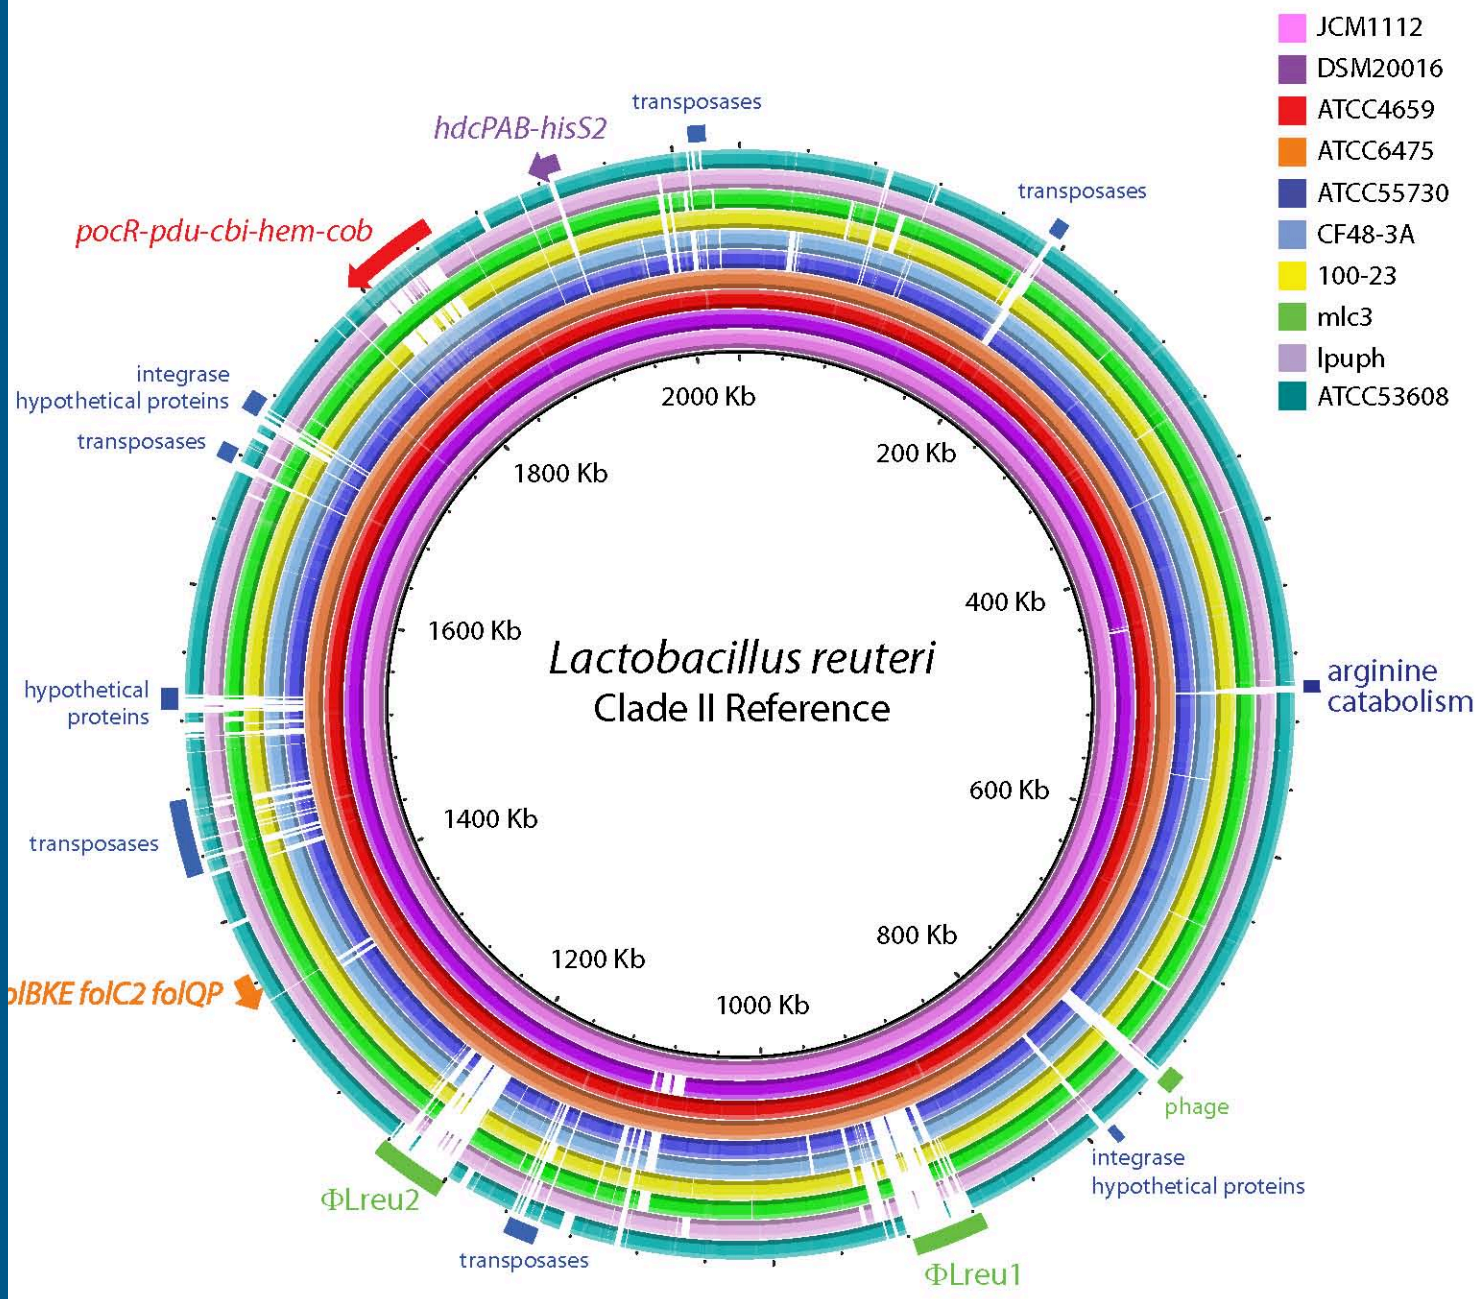 JCM1112
DSM20016
ATCC4659
ATCC6475
ATCC55730
CF48-3A
100-23
mlc3
lpuph
ATCC53608
transposases
hdcPAB-hisS2
transposases
pocR-pdu-cbi-hem-cob
integrase
hypothetical proteins
transposases
2000 Kb
200 Kb
1800 Kb
400 Kb
1600 Kb
Lactobacillus reuteri
Clade II Reference
arginine
catabolism
hypothetical
proteins
600 Kb
1400 Kb
transposases
800 Kb
1200 Kb
1000 Kb
olBKE folC2 folQP
phage
integrase
hypothetical proteins
ΦLreu2
transposases
ΦLreu1